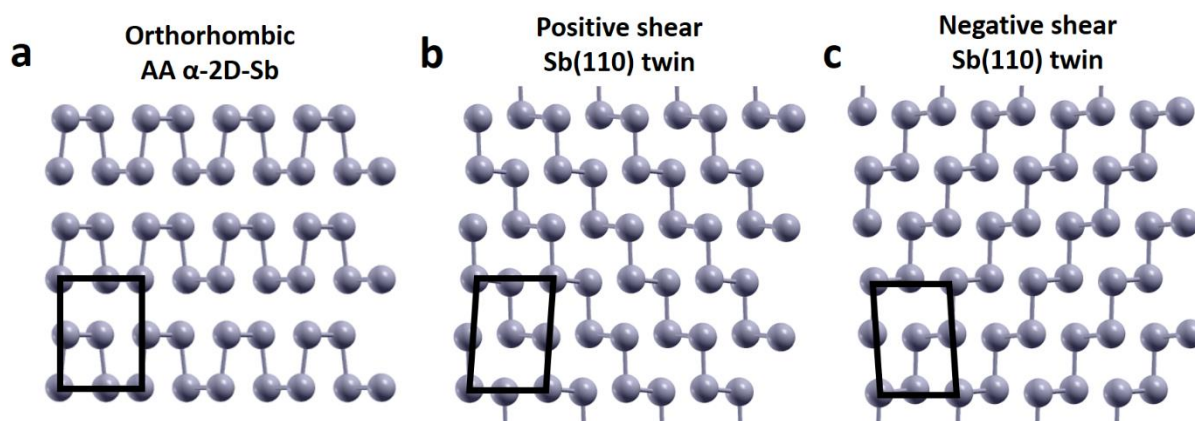 a
Orthorhombic
AA α-2D-Sb
b
Positive shear
Sb(110) twin
c
Negative shear
Sb(110) twin